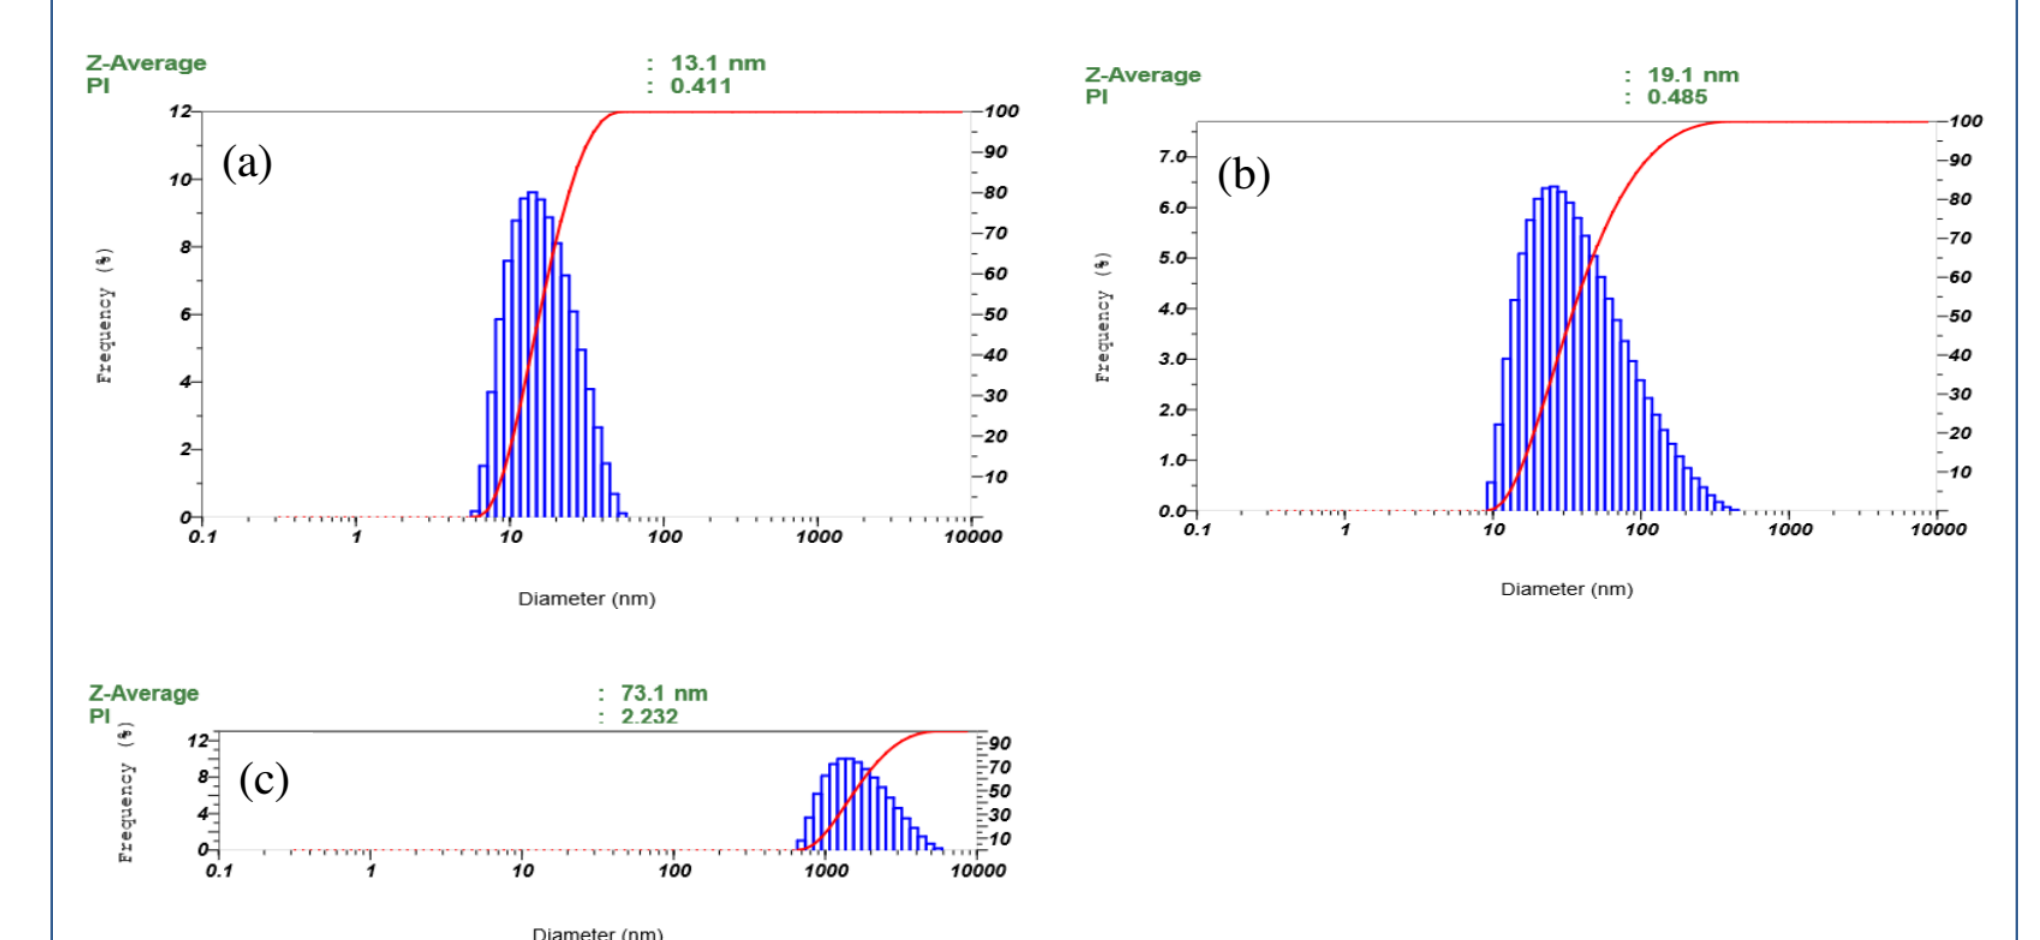 Z-Average : 13.1 nm
PI : 0.411
(a)
Frequency (%)
12
10
8
6
4
2
0
100
90
80
70
60
50
40
30
20
10
0.1 1 10 100 1000 10000
Diameter (nm)
Z-Average : 19.1 nm
PI : 0.485
(b)
Frequency (%)
7.0
6.0
5.0
4.0
3.0
2.0
1.0
0.0
100
90
80
70
60
50
40
30
20
10
0.1 1 10 100 1000 10000
Diameter (nm)
Z-Average : 73.1 nm
PI : 2.232
(c)
Frequency (%)
12
8
4
0
90
70
50
30
10
0.1 1 10 100 1000 10000
Diameter (nm)